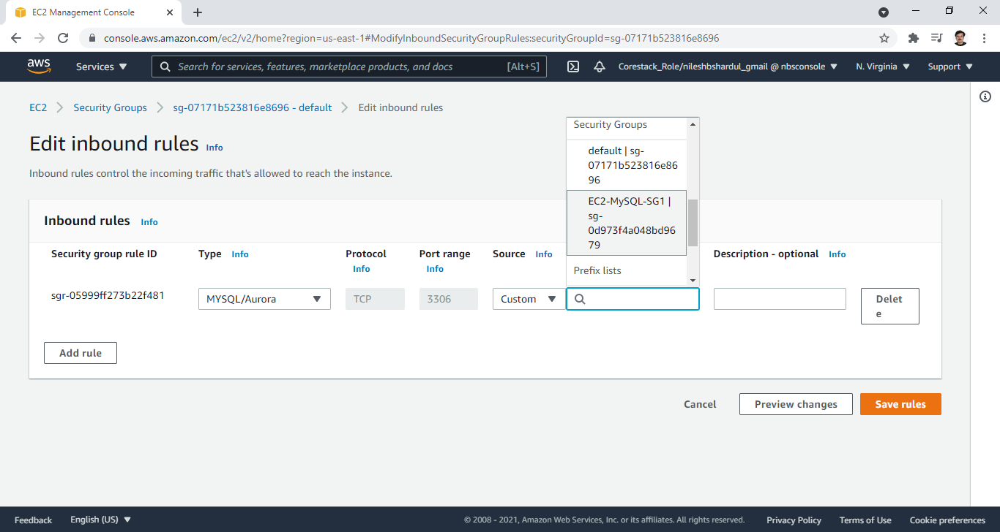 EC2 Management Console
console.aws.amazon.com/ec2/v2/home?region=us-east-1#ModifyInboundSecurityGroupRules:securityGroupId=sg-07171b523816e8696
aws Services Search for services, features, marketplace products, and docs [Alt+S] Corestack_Role/nileshbshardul_gmail @ nbsconsole N. Virginia Support
EC2 Security Groups sg-07171b523816e8696 - default Edit inbound rules
Edit inbound rules Info
Inbound rules control the incoming traffic that's allowed to reach the instance.
Inbound rules Info
Security group rule ID Type Info Protocol Info Port range Info Source Info Description - optional Info
Security Groups
default | sg-
07171b523816e86
96
EC2-MySQL-SG1 |
sg-
0d973f4a048bd96
79
Prefix lists
sgr-05999ff273b22f481 MYSQL/Aurora TCP 3306 Custom
Delet
e
Add rule
Cancel Preview changes Save rules
Feedback English (US) © 2008 - 2021, Amazon Web Services, Inc. or its affiliates. All rights reserved. Privacy Policy Terms of Use Cookie preferences